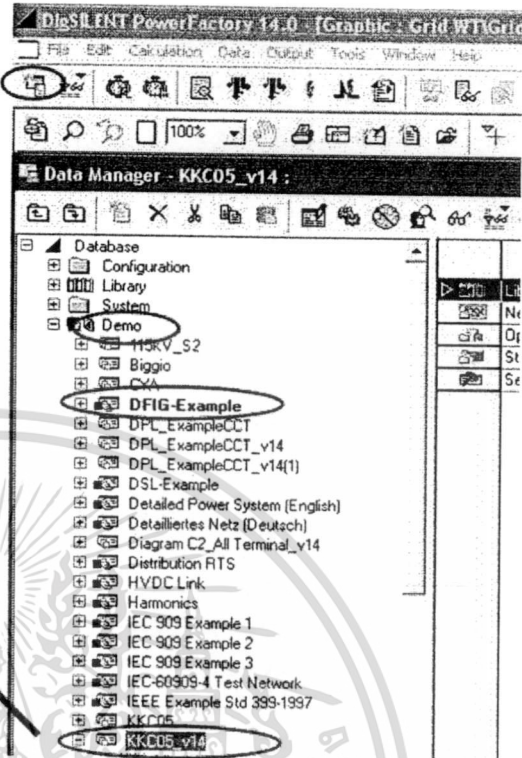 DIgSILENT PowerFactory 14.0 - [Graphic : Grid WT\Grid
File Edit Calculation Data Output Tools Window Help
100%
Data Manager - KKC05_v14 :
Database
Configuration
Library
System
Demo
115KV_S2
Biggio
CYA
DFIG-Example
DPL_ExampleCCT
DPL_ExampleCCT_v14
DPL_ExampleCCT_v14(1)
DSL-Example
Detailed Power System (English)
Detailliertes Netz (Deutsch)
Diagram C2_All Terminal_v14
Distribution RTS
HVDC Link
Harmonics
IEC 909 Example 1
IEC 909 Example 2
IEC 909 Example 3
IEC-60909-4 Test Network
IEEE Example Std 399-1997
KKC05
KKC05_v14
Ne
Op
St
Se